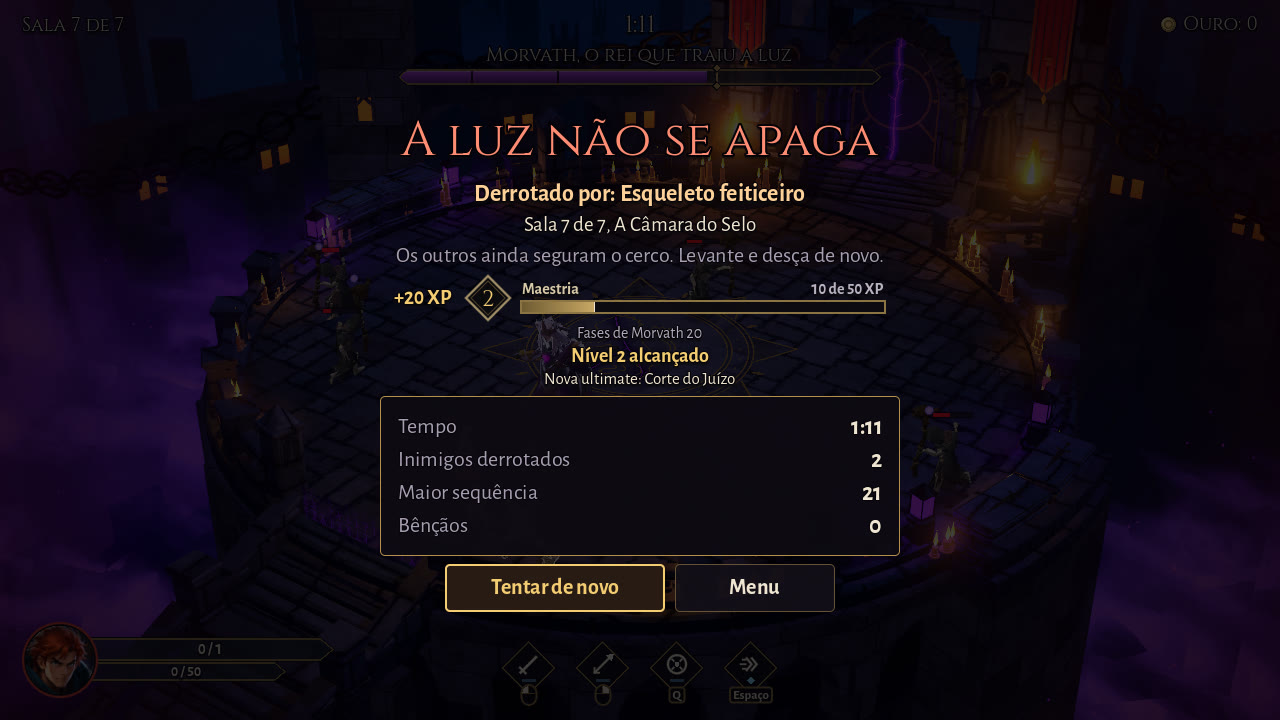 Sala 7 de 7
1:11
Ouro: 0
Morvath, o rei que traiu a luz
A luz não se apaga
Derrotado por: Esqueleto feiticeiro
Sala 7 de 7, A Câmara do Selo
Os outros ainda seguram o cerco. Levante e desça de novo.
+20 XP
2
Maestria
10 de 50 XP
Fases de Morvath 20
Nível 2 alcançado
Nova ultimate: Corte do Juízo
Tempo 1:11
Inimigos derrotados 2
Maior sequência 21
Bênçãos 0
Tentar de novo
Menu
0 / 1
0 / 50
Q
Espaço